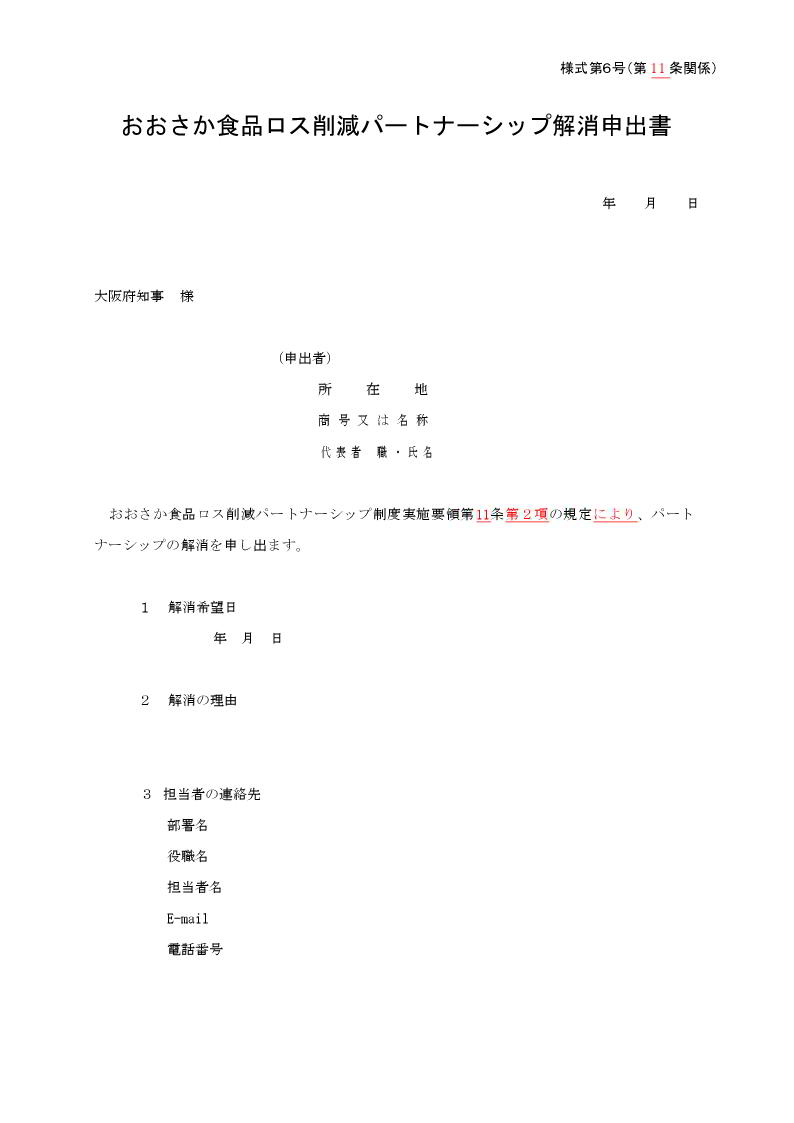 様式第6号（第 11 条関係）
おおさか食品ロス削減パートナーシップ解消申出書
年　　月　　日
大阪府知事　様
（申出者）
所　　在　　地
商 号 又 は 名 称
代表者　職・氏名
おおさか食品ロス削減パートナーシップ制度実施要領第11条第２項の規定により、パート
ナーシップの解消を申し出ます。
１　解消希望日
年　月　日
２　解消の理由
３　担当者の連絡先
部署名
役職名
担当者名
E-mail
電話番号